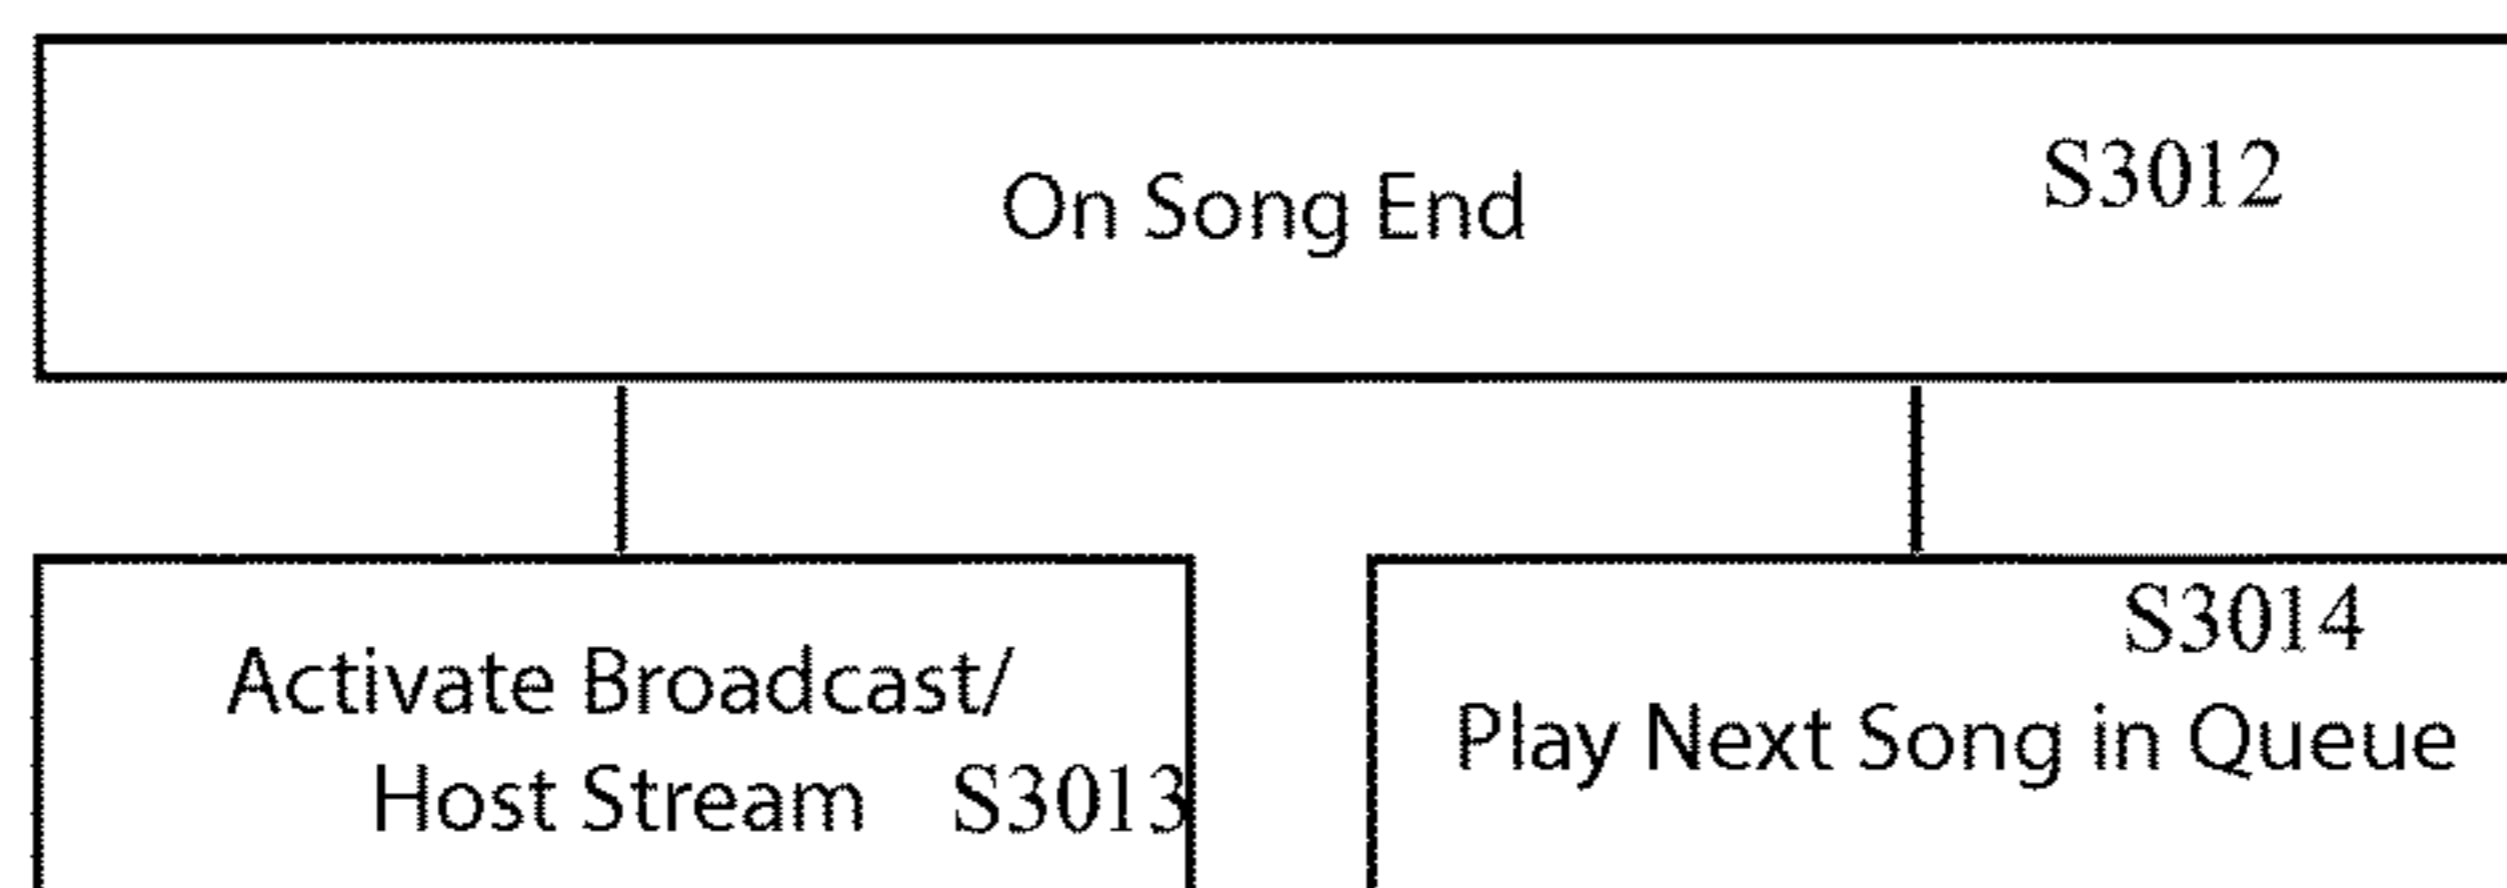 On Song End S3012
Activate Broadcast/
Host Stream S3013
S3014
Play Next Song in Queue